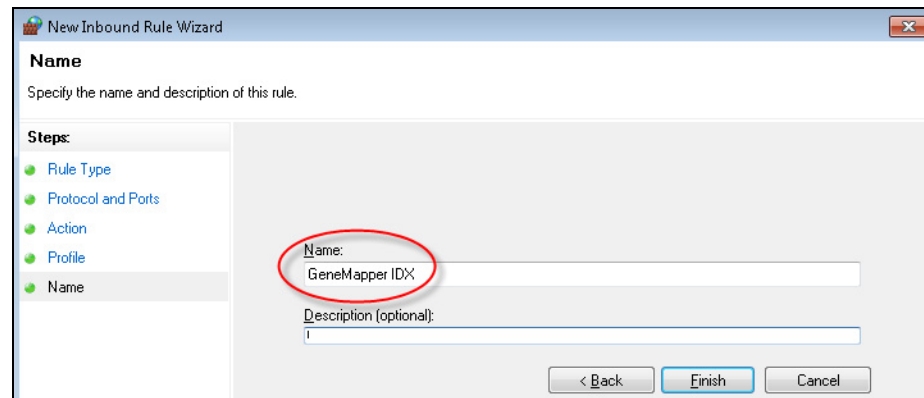 New Inbound Rule Wizard
Name
Specify the name and description of this rule.
Steps:
Rule Type
Protocol and Ports
Action
Profile
Name
Name:
GeneMapper IDX
Description (optional):
< Back Finish Cancel